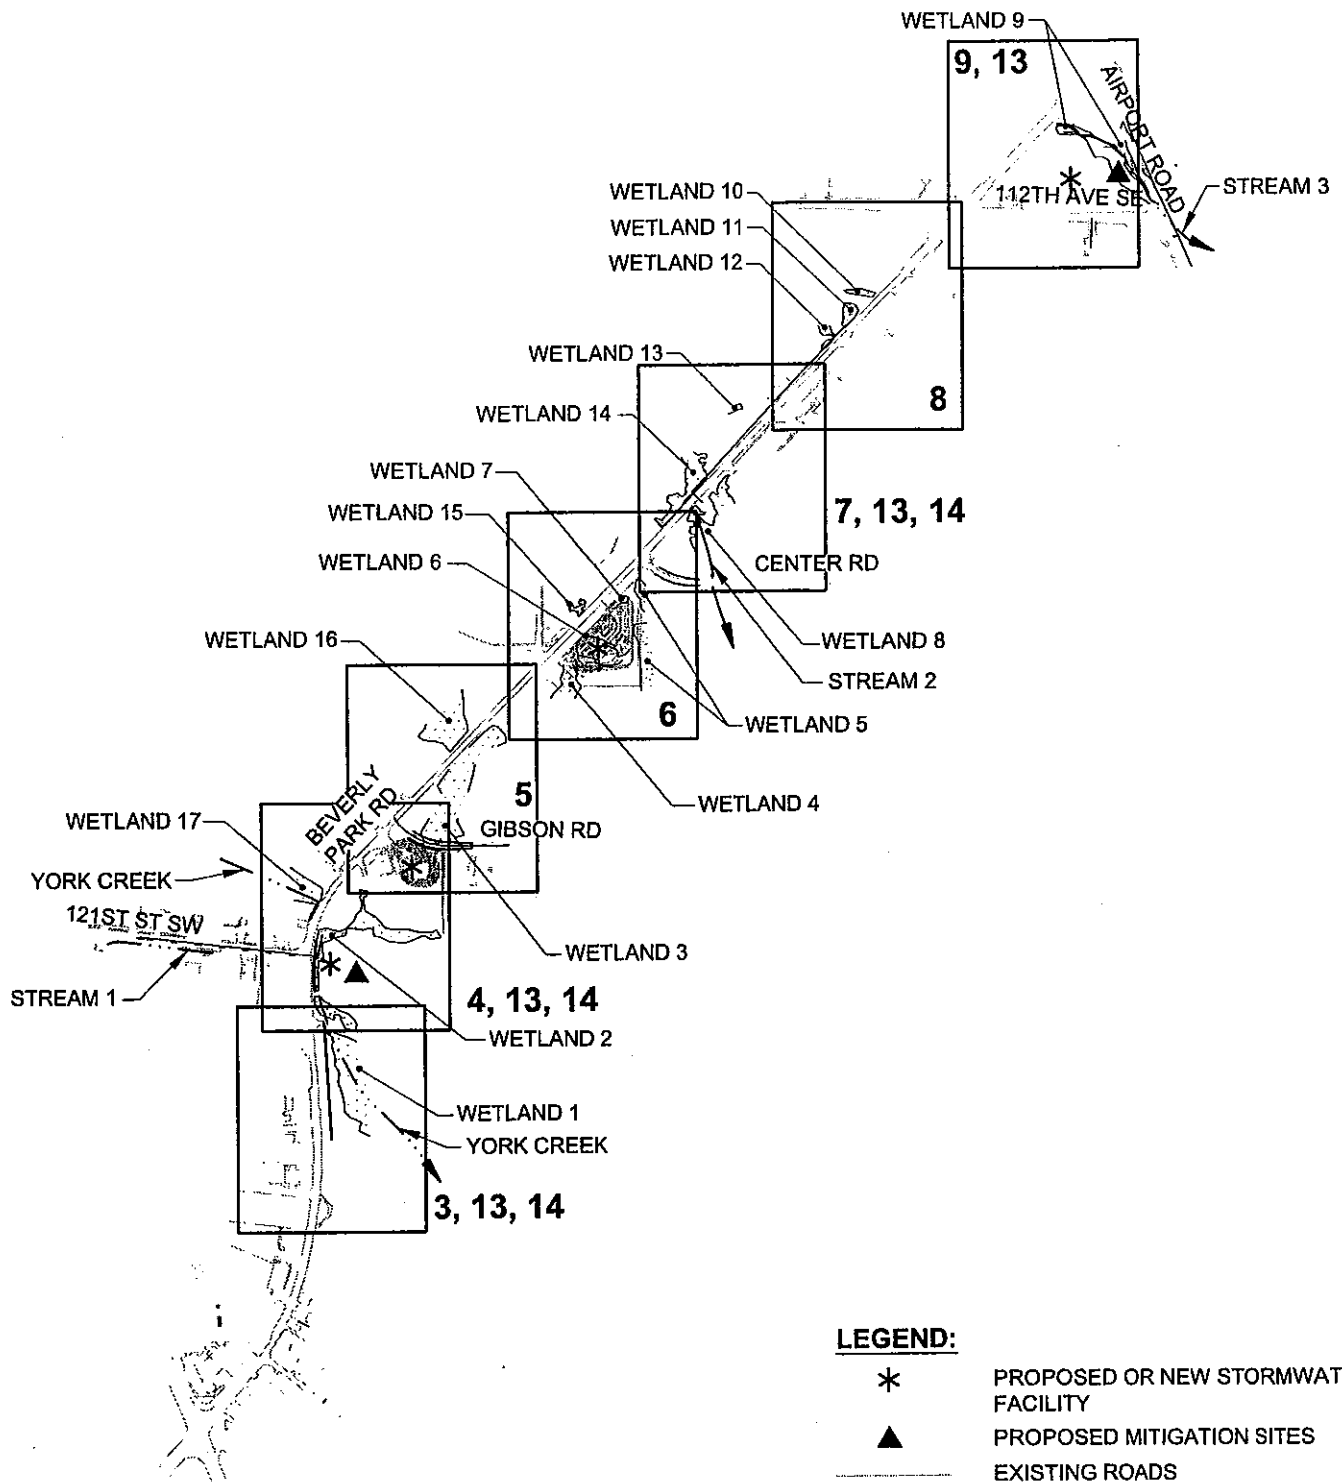 WETLAND 9
9, 13
AIRPORT ROAD
WETLAND 10
112TH AVE SE
STREAM 3
WETLAND 11
WETLAND 12
WETLAND 13
8
WETLAND 14
WETLAND 7
WETLAND 15
7, 13, 14
WETLAND 6
CENTER RD
WETLAND 16
WETLAND 8
STREAM 2
6
WETLAND 5
5
WETLAND 4
BEVERLY
PARK RD
WETLAND 17
GIBSON RD
YORK CREEK
121ST ST SW
WETLAND 3
STREAM 1
4, 13, 14
WETLAND 2
WETLAND 1
YORK CREEK
3, 13, 14
LEGEND:
PROPOSED OR NEW STORMWAT
FACILITY
PROPOSED MITIGATION SITES
EXISTING ROADS